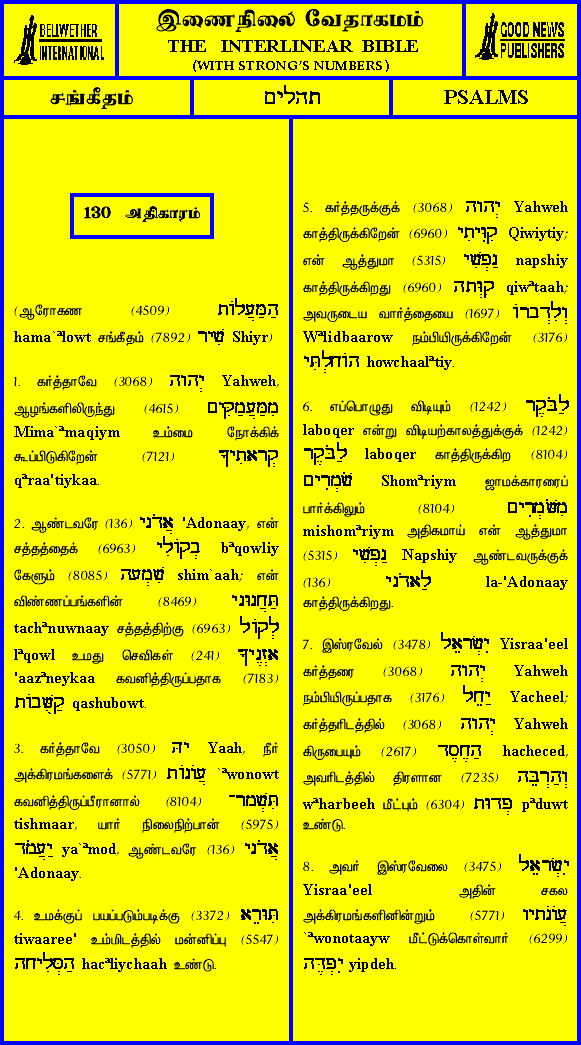 BELLWETHER
INTERNATIONAL
இணைநிலை வேதாகமம்
THE INTERLINEAR BIBLE
(WITH STRONG'S NUMBERS)
GOOD NEWS
PUBLISHERS
சங்கீதம்
תהלים
PSALMS
130 அதிகாரம்
(ஆரோகண (4509) הַמַּעֲלוֹת
hama`ªlowt சங்கீதம் (7892) שִׁיר Shiyr)
1. கர்த்தாவே (3068) יְהוָה Yahweh,
ஆழங்களிலிருந்து (4615) מִמַּעֲמַקִּים
Mima`ªmaqiym உம்மை நோக்கிக்
கூப்பிடுகிறேன் (7121) קְרָאתִיךָ
qªraa'tiykaa.
2. ஆண்டவரே (136) אֲדֹנָי 'Adonaay, என்
சத்தத்தைக் (6963) בְקוֹלִי bªqowliy
கேளும் (8085) שִׁמְעָה shim`aah; என்
விண்ணப்பங்களின் (8469) תַּחֲנוּנָי
tachªnuwnaay சத்தத்திற்கு (6963) לְקוֹל
lªqowl உமது செவிகள் (241) אָזְנֶיךָ
'aazªneykaa கவனித்திருப்பதாக (7183)
קַשֻּׁבוֹת qashubowt.
3. கர்த்தாவே (3050) יָהּ Yaah, நீர்
அக்கிரமங்களைக் (5771) עֲוֹנוֹת `ªwonowt
கவனித்திருப்பீரானால் (8104) תִּשְׁמָר־
tishmaar, யார் நிலைநிற்பான் (5975)
יַעֲמֹד ya`ªmod, ஆண்டவரே (136) אֲדֹנָי
'Adonaay.
4. உமக்குப் பயப்படும்படிக்கு (3372) תִּוָּרֵא
tiwaaree' உம்மிடத்தில் மன்னிப்பு (5547)
הַסְּלִיחָה hacªliychaah உண்டு.
5. கர்த்தருக்குக் (3068) יְהוָה Yahweh
காத்திருக்கிறேன் (6960) קִוִּיתִי Qiwiytiy;
என் ஆத்துமா (5315) נַפְשִׁי napshiy
காத்திருக்கிறது (6960) קִוְּתָה qiwªtaah;
அவருடைய வார்த்தையை (1697) וְלִדְבָרוֹ
Wªlidbaarow நம்பியிருக்கிறேன் (3176)
הוֹחָלְתִּי howchaalªtiy.
6. எப்பொழுது விடியும் (1242) לַבֹּקֶר
laboqer என்று விடியற்காலத்துக்குக் (1242)
לַבֹּקֶר laboqer காத்திருக்கிற (8104)
שֹׁמְרִים Shomªriym ஜாமக்காரரைப்
பார்க்கிலும் (8104) מִשֹּׁמְרִים
mishomªriym அதிகமாய் என் ஆத்துமா
(5315) נַפְשִׁי Napshiy ஆண்டவருக்குக்
(136) לַאדֹנָי la-'Adonaay
காத்திருக்கிறது.
7. இஸ்ரவேல் (3478) יִשְׂרָאֵל Yisraa'eel
கர்த்தரை (3068) יְהוָה Yahweh
நம்பியிருப்பதாக (3176) יַחֵל Yacheel;
கர்த்தரிடத்தில் (3068) יְהוָה Yahweh
கிருபையும் (2617) הַחֶסֶד hacheced,
அவரிடத்தில் திரளான (7235) וְהַרְבֵּה
wªharbeeh மீட்பும் (6304) פְדוּת pªduwt
உண்டு.
8. அவர் இஸ்ரவேலை (3475) יִשְׂרָאֵל
Yisraa'eel அதின் சகல
அக்கிரமங்களினின்றும் (5771) עֲוֹנֹתָיו
`ªwonotaayw மீட்டுக்கொள்வார் (6299)
יִפְדֶּה yipdeh.